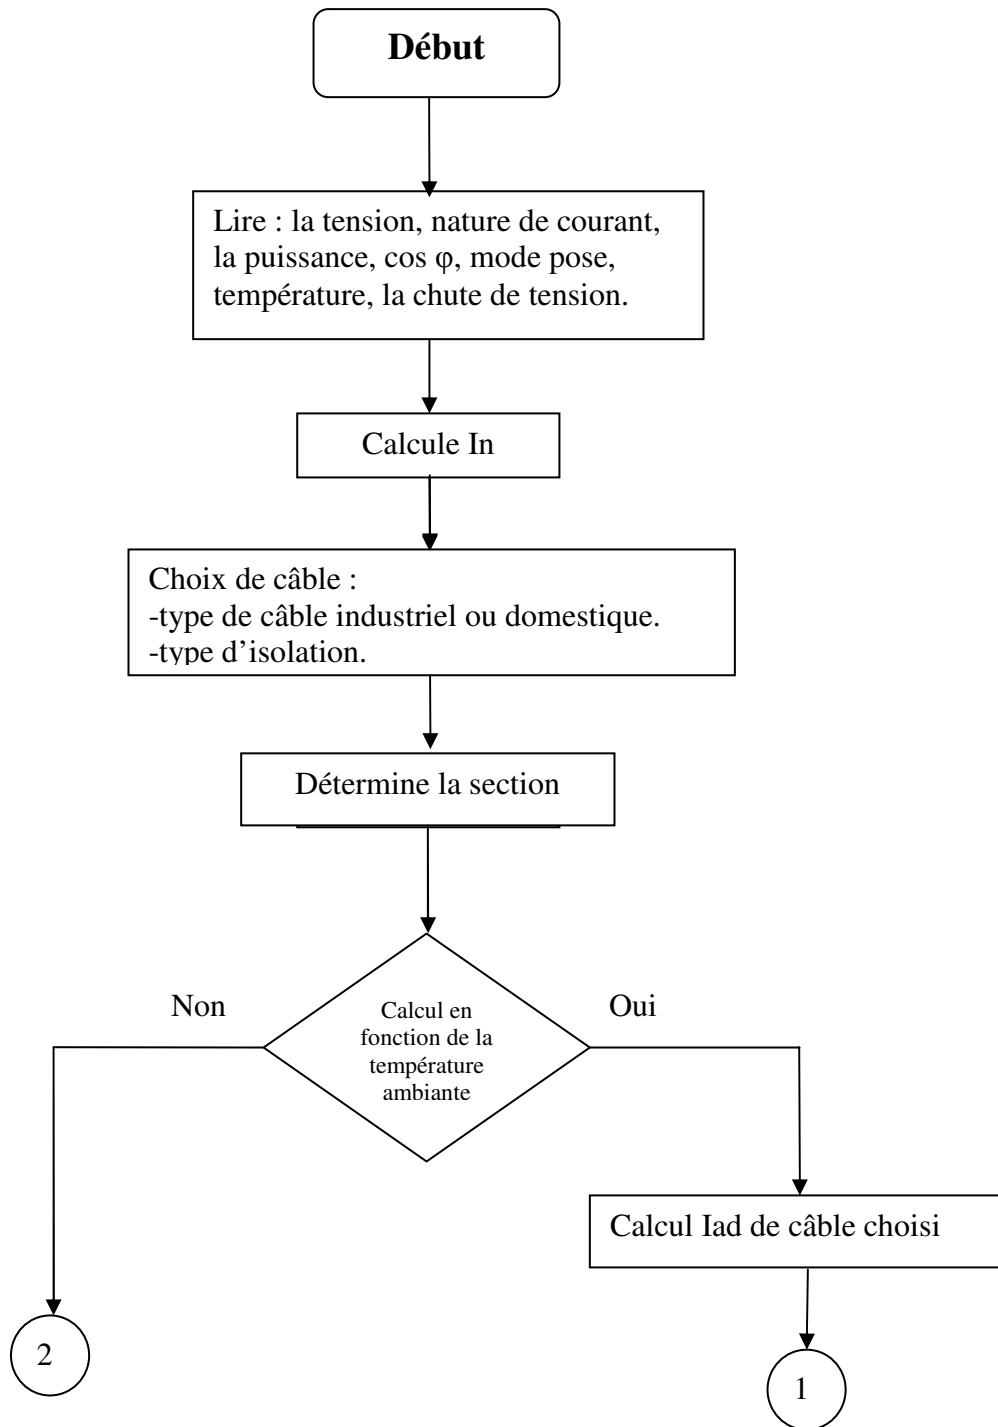 Début
Lire : la tension, nature de courant,
la puissance, cos φ, mode pose,
température, la chute de tension.
Calcule In
Choix de câble :
-type de câble industriel ou domestique.
-type d’isolation.
Détermine la section
Non
Oui
Calcul en
fonction de la
température
ambiante
Calcul Iad de câble choisi
2
1